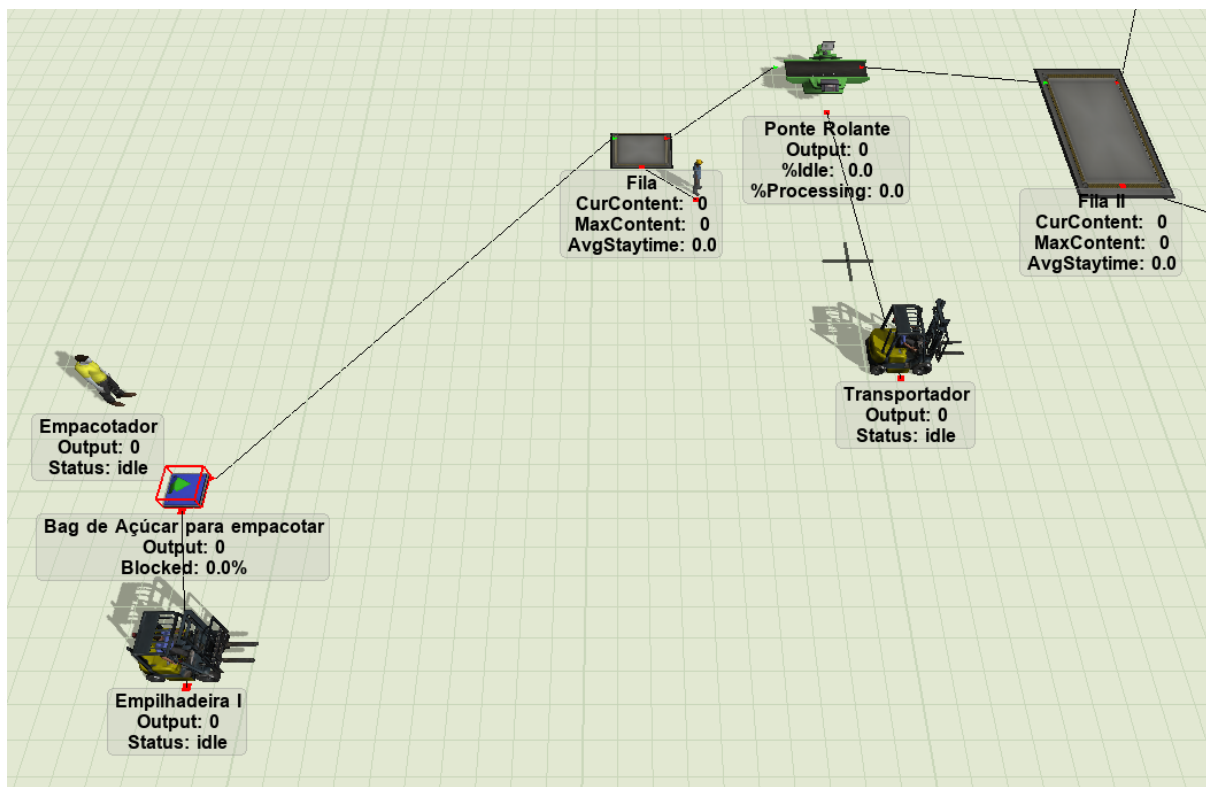 Ponte Rolante
Output: 0
%Idle: 0.0
%Processing: 0.0
Fila
CurContent: 0
MaxContent: 0
AvgStaytime: 0.0
Fila II
CurContent: 0
MaxContent: 0
AvgStaytime: 0.0
Transportador
Output: 0
Status: idle
Empacotador
Output: 0
Status: idle
Bag de Açúcar para empacotar
Output: 0
Blocked: 0.0%
Empilhadeira I
Output: 0
Status: idle